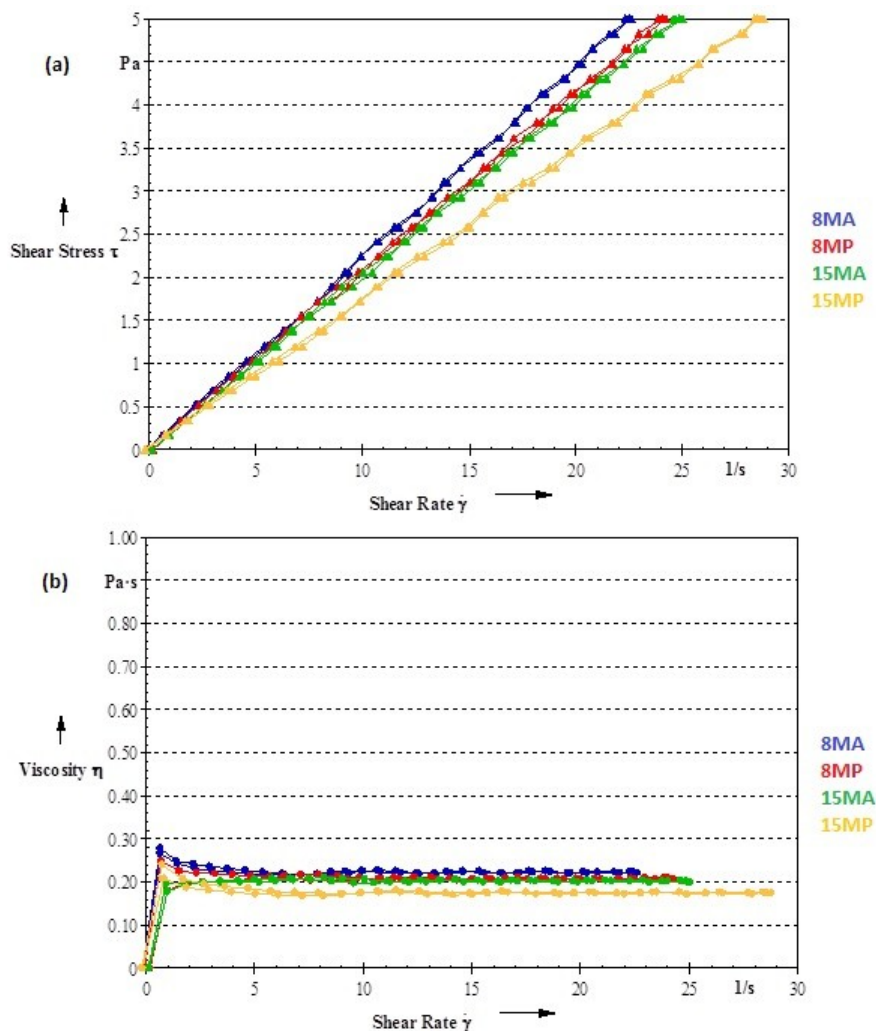 (a)
5
Pa
4
3.5
3
2.5
2
1.5
1
0.5
0
Shear Stress τ
0 5 10 15 20 25 1/s 30
Shear Rate γ̇
8MA
8MP
15MA
15MP
(b)
1.00
Pa·s
0.80
0.70
0.60
0.50
0.40
0.30
0.20
0.10
0
Viscosity η
0 5 10 15 20 25 1/s 30
Shear Rate γ̇
8MA
8MP
15MA
15MP